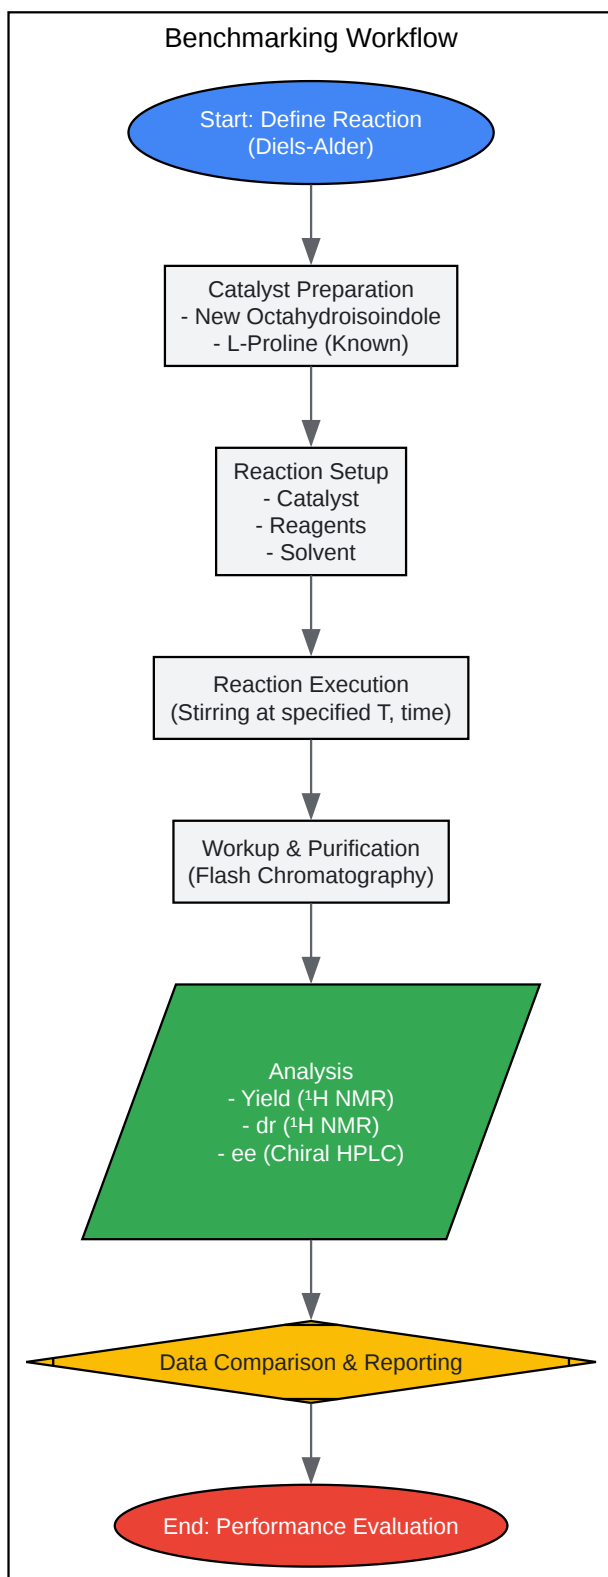 Benchmarking Workflow
Start: Define Reaction
(Diels-Alder)
Catalyst Preparation
- New Octahydroisoindole
- L-Proline (Known)
Reaction Setup
- Catalyst
- Reagents
- Solvent
Reaction Execution
(Stirring at specified T, time)
Workup & Purification
(Flash Chromatography)
Analysis
- Yield (¹H NMR)
- dr (¹H NMR)
- ee (Chiral HPLC)
Data Comparison & Reporting
End: Performance Evaluation